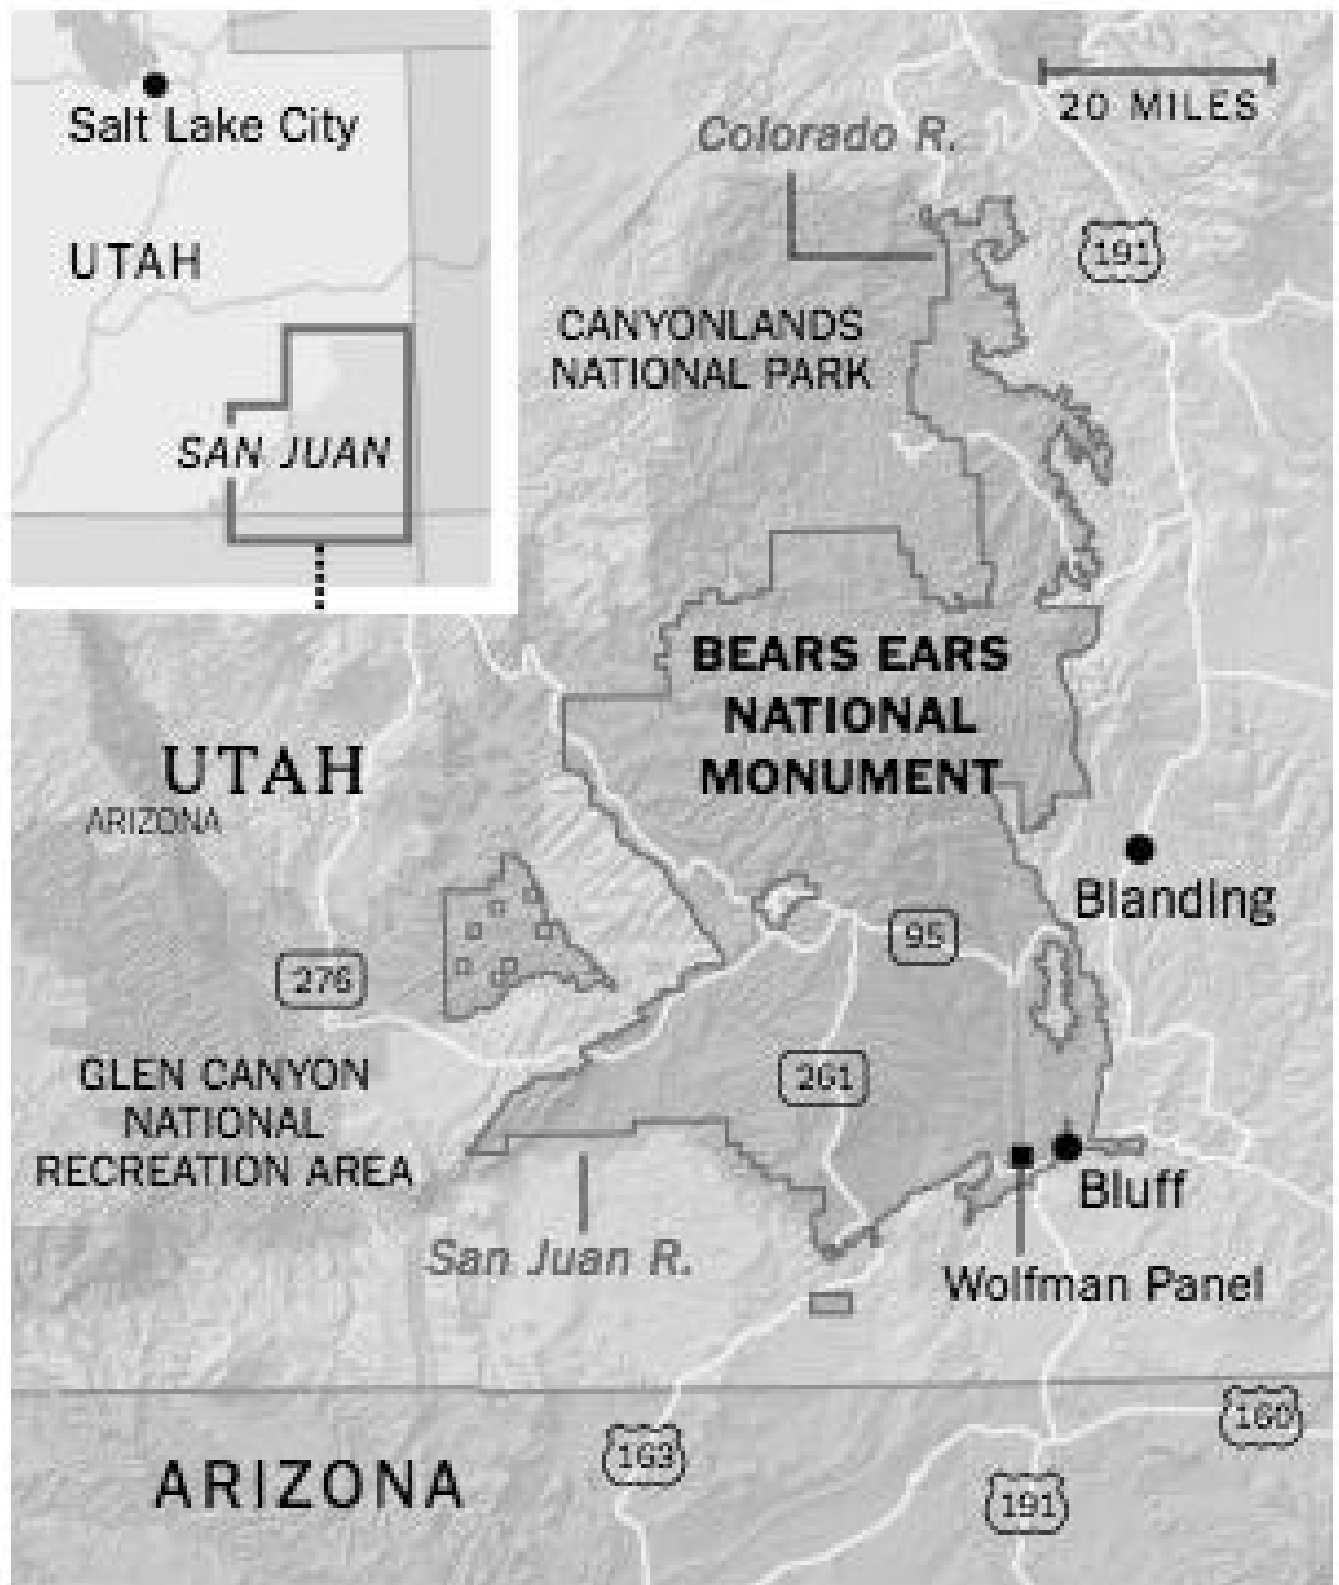 Salt Lake City
UTAH
SAN JUAN
20 MILES
Colorado R.
191
CANYONLANDS
NATIONAL PARK
BEARS EARS
NATIONAL
MONUMENT
UTAH
ARIZONA
Blanding
95
276
GLEN CANYON
NATIONAL
RECREATION AREA
261
Bluff
San Juan R.
Wolfman Panel
160
163
ARIZONA
191